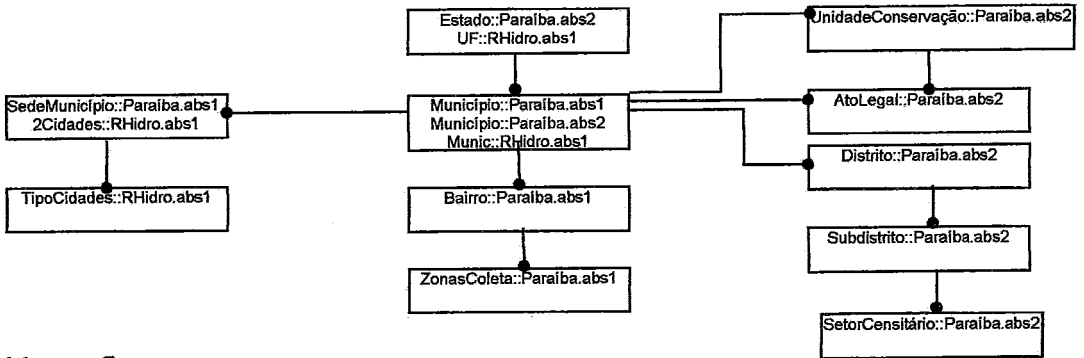 Estado::Paraíba.abs2
UF::RHidro.abs1
UnidadeConservação::Paraíba.abs2
SedeMunicípio::Paraíba.abs1
2Cidades::RHidro.abs1
Município::Paraíba.abs1
Município::Paraíba.abs2
Munic::RHidro.abs1
AtoLegal::Paraíba.abs2
Distrito::Paraíba.abs2
TipoCidades::RHidro.abs1
Bairro::Paraíba.abs1
Subdistrito::Paraíba.abs2
ZonasColeta::Paraíba.abs1
SetorCensitário::Paraíba.abs2